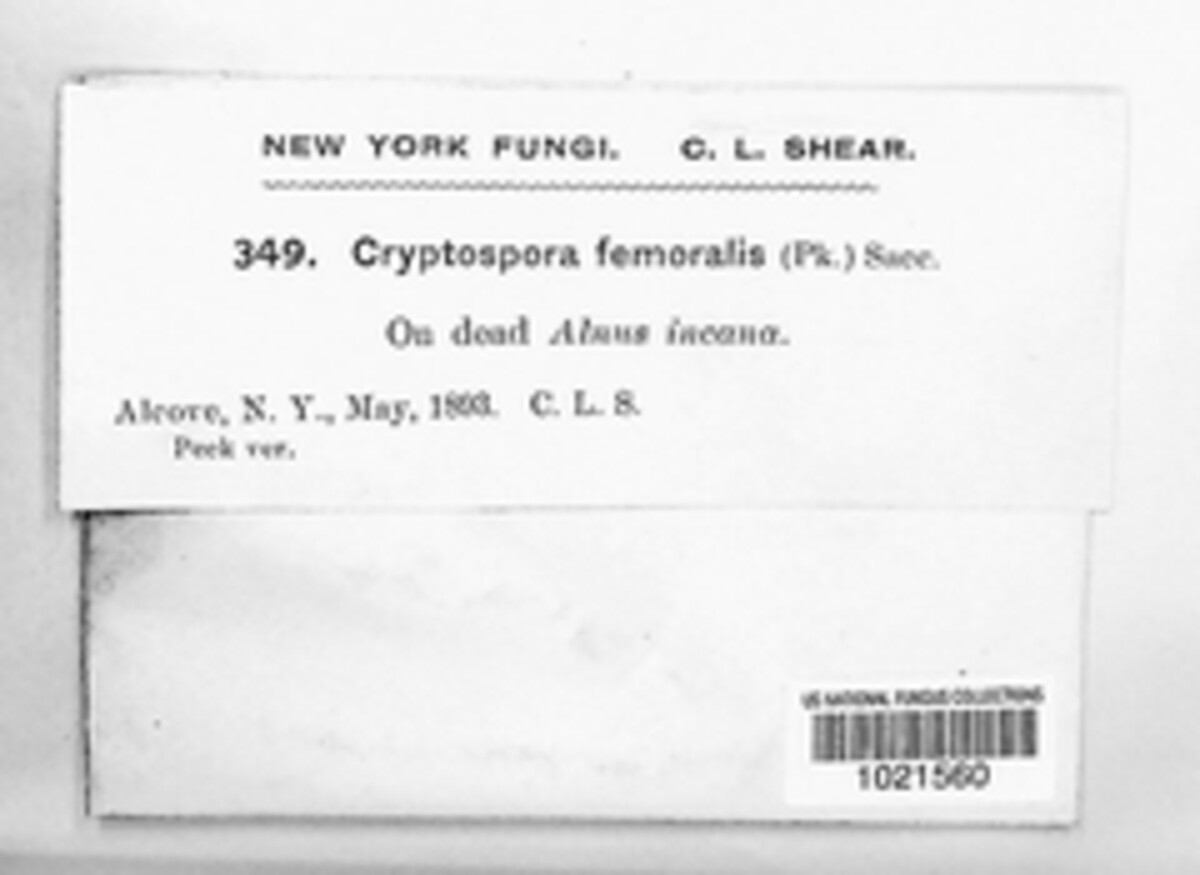 NEW YORK FUNGI. C. L. SHEAR.
349. Cryptospora femoralis (Pk.) Sacc.
On dead Alnus incana.
Alcove, N. Y., May, 1893. C. L. S.
Peck ver.
US NATIONAL FUNGUS COLLECTIONS
1021560